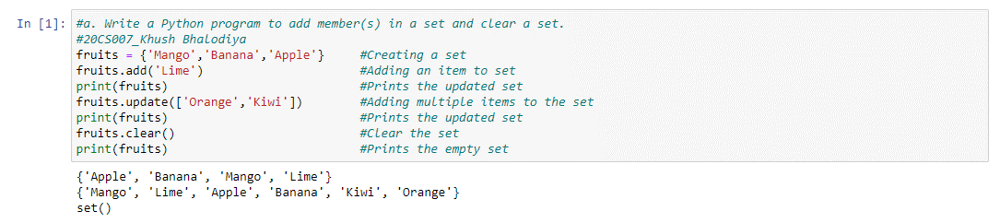 In [1]: #a. Write a Python program to add member(s) in a set and clear a set.
#20CS007_Khush Bhalodiya
fruits = {'Mango','Banana','Apple'}     #Creating a set
fruits.add('Lime')                      #Adding an item to set
print(fruits)                           #Prints the updated set
fruits.update(['Orange','Kiwi'])        #Adding multiple items to the set
print(fruits)                           #Prints the updated set
fruits.clear()                          #Clear the set
print(fruits)                           #Prints the empty set
{'Apple', 'Banana', 'Mango', 'Lime'}
{'Mango', 'Lime', 'Apple', 'Banana', 'Kiwi', 'Orange'}
set()